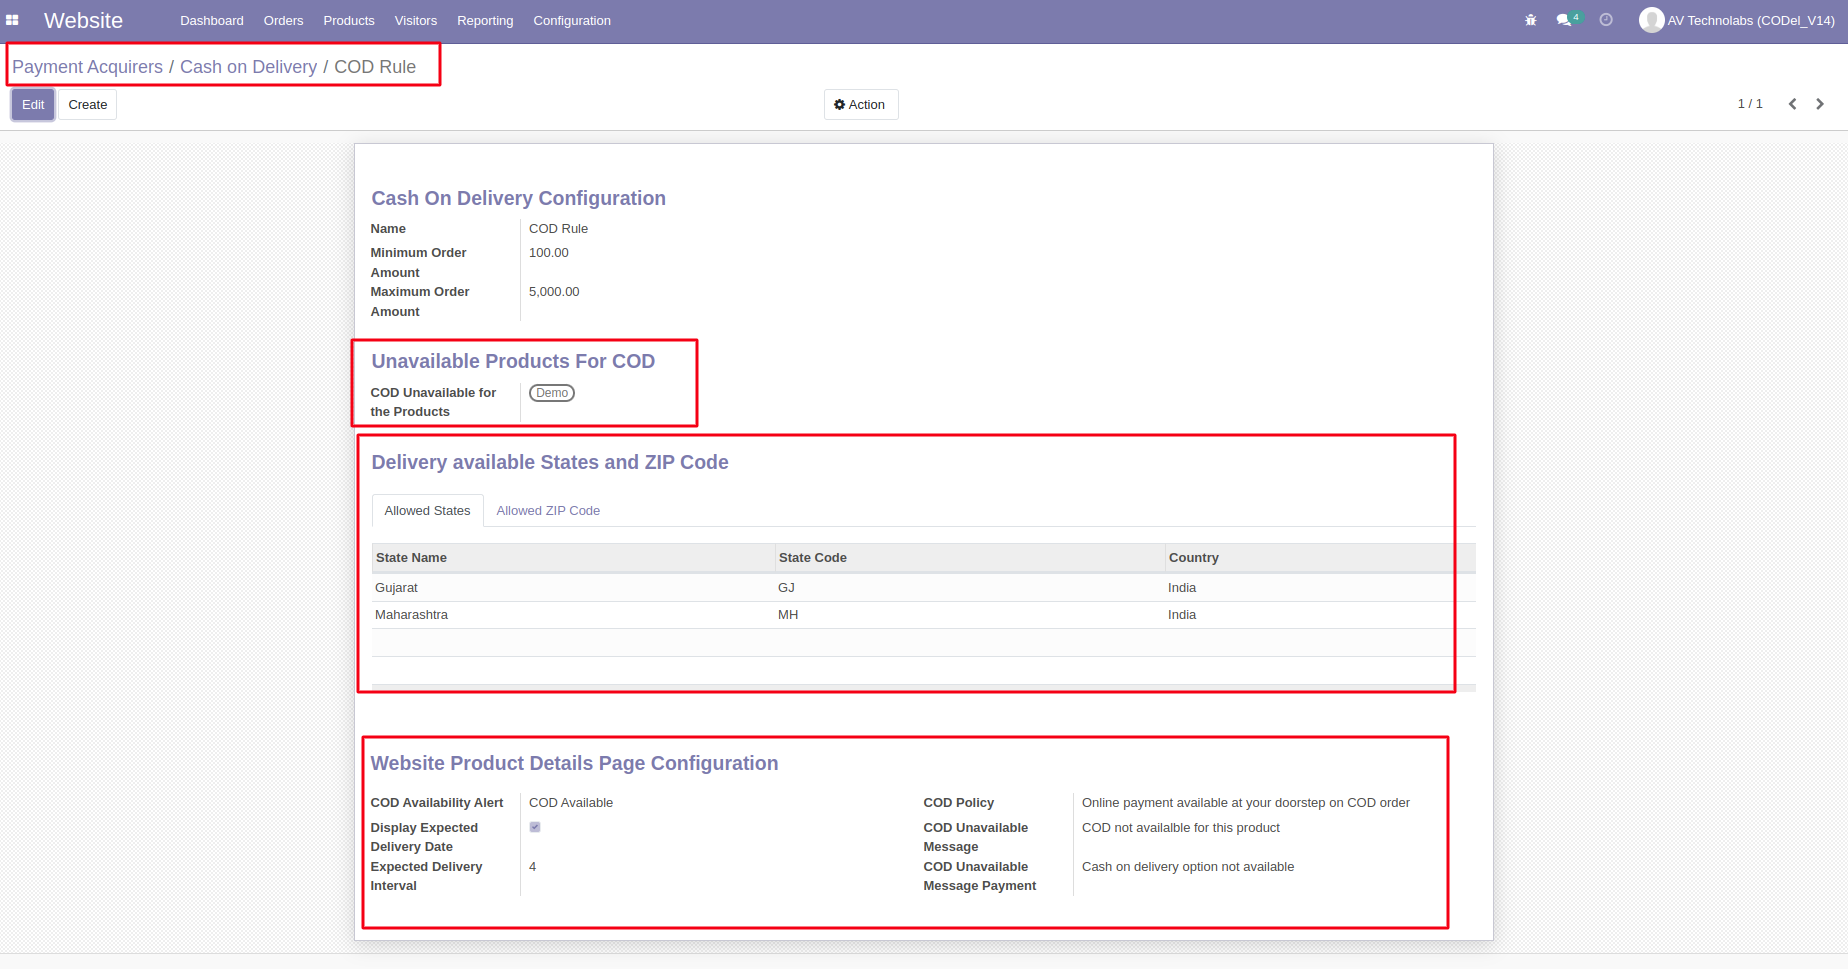 Website Dashboard Orders Products Visitors Reporting Configuration 4 AV Technolabs (CODel_V14)
Payment Acquirers / Cash on Delivery / COD Rule
Edit Create Action 1 / 1
Cash On Delivery Configuration
Name COD Rule
Minimum Order 100.00
Amount
Maximum Order 5,000.00
Amount
Unavailable Products For COD
COD Unavailable for Demo
the Products
Delivery available States and ZIP Code
Allowed States Allowed ZIP Code
State Name State Code Country
Gujarat GJ India
Maharashtra MH India
Website Product Details Page Configuration
COD Availability Alert COD Available COD Policy Online payment available at your doorstep on COD order
Display Expected COD Unavailable COD not availalble for this product
Delivery Date Message
Expected Delivery 4 COD Unavailable Cash on delivery option not available
Interval Message Payment